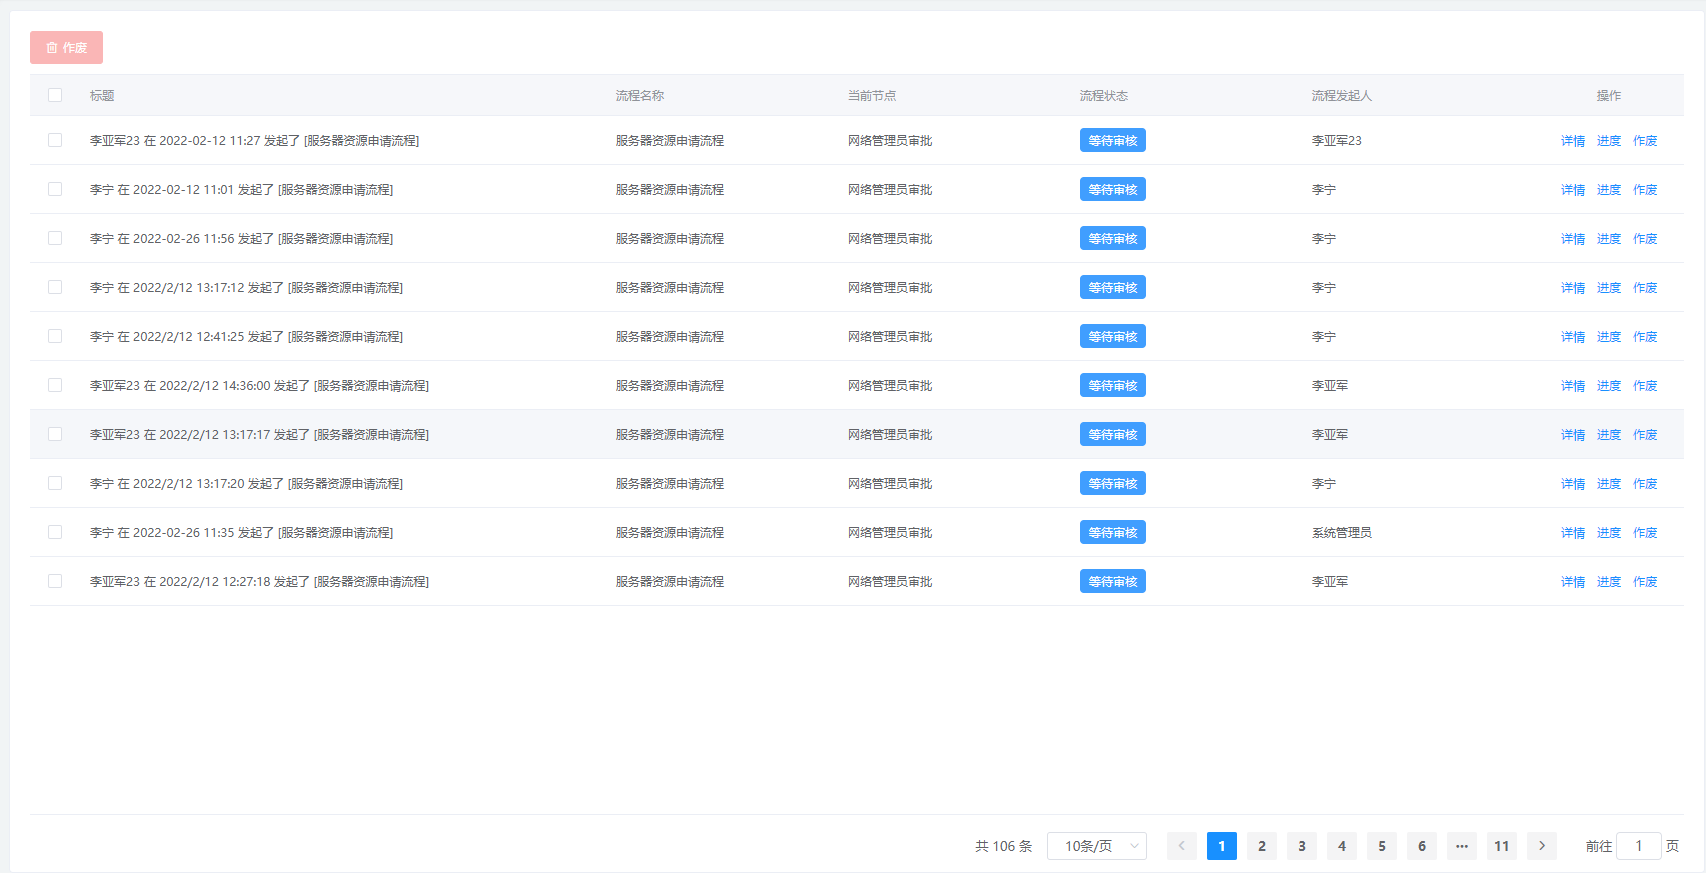 作废
标题 流程名称 当前节点 流程状态 流程发起人 操作
李亚军23 在 2022-02-12 11:27 发起了 [服务器资源申请流程] 服务器资源申请流程 网络管理员审批 等待审核 李亚军23 详情 进度 作废
李宁 在 2022-02-12 11:01 发起了 [服务器资源申请流程] 服务器资源申请流程 网络管理员审批 等待审核 李宁 详情 进度 作废
李宁 在 2022-02-26 11:56 发起了 [服务器资源申请流程] 服务器资源申请流程 网络管理员审批 等待审核 李宁 详情 进度 作废
李宁 在 2022/2/12 13:17:12 发起了 [服务器资源申请流程] 服务器资源申请流程 网络管理员审批 等待审核 李宁 详情 进度 作废
李宁 在 2022/2/12 12:41:25 发起了 [服务器资源申请流程] 服务器资源申请流程 网络管理员审批 等待审核 李宁 详情 进度 作废
李亚军23 在 2022/2/12 14:36:00 发起了 [服务器资源申请流程] 服务器资源申请流程 网络管理员审批 等待审核 李亚军 详情 进度 作废
李亚军23 在 2022/2/12 13:17:17 发起了 [服务器资源申请流程] 服务器资源申请流程 网络管理员审批 等待审核 李亚军 详情 进度 作废
李宁 在 2022/2/12 13:17:20 发起了 [服务器资源申请流程] 服务器资源申请流程 网络管理员审批 等待审核 李宁 详情 进度 作废
李宁 在 2022-02-26 11:35 发起了 [服务器资源申请流程] 服务器资源申请流程 网络管理员审批 等待审核 系统管理员 详情 进度 作废
李亚军23 在 2022/2/12 12:27:18 发起了 [服务器资源申请流程] 服务器资源申请流程 网络管理员审批 等待审核 李亚军 详情 进度 作废
共 106 条 10条/页 1 2 3 4 5 6 ••• 11 前往 1 页